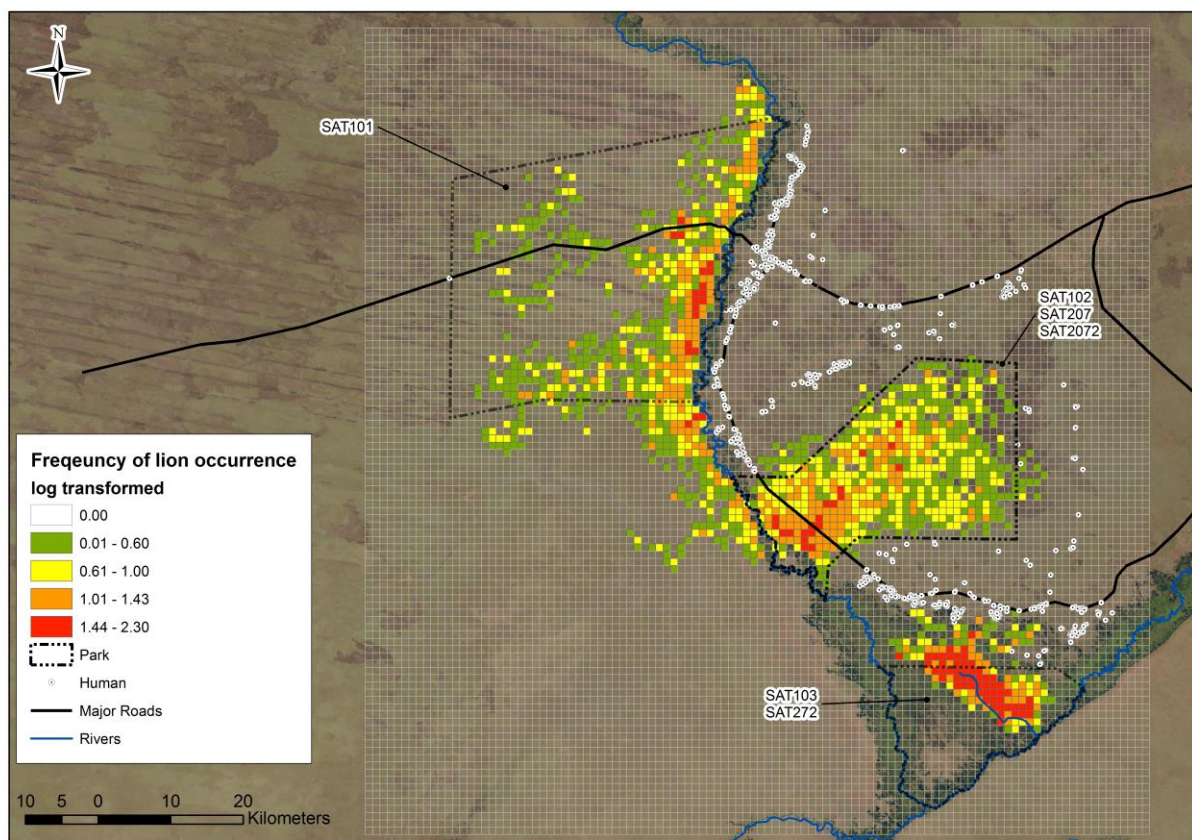 N
SAT101
SAT102
SAT207
SAT2072
Freqeuncy of lion occurrence
log transformed
0.00
0.01 - 0.60
0.61 - 1.00
1.01 - 1.43
1.44 - 2.30
Park
Human
Major Roads
Rivers
SAT103
SAT272
10 5 0 10 20
Kilometers